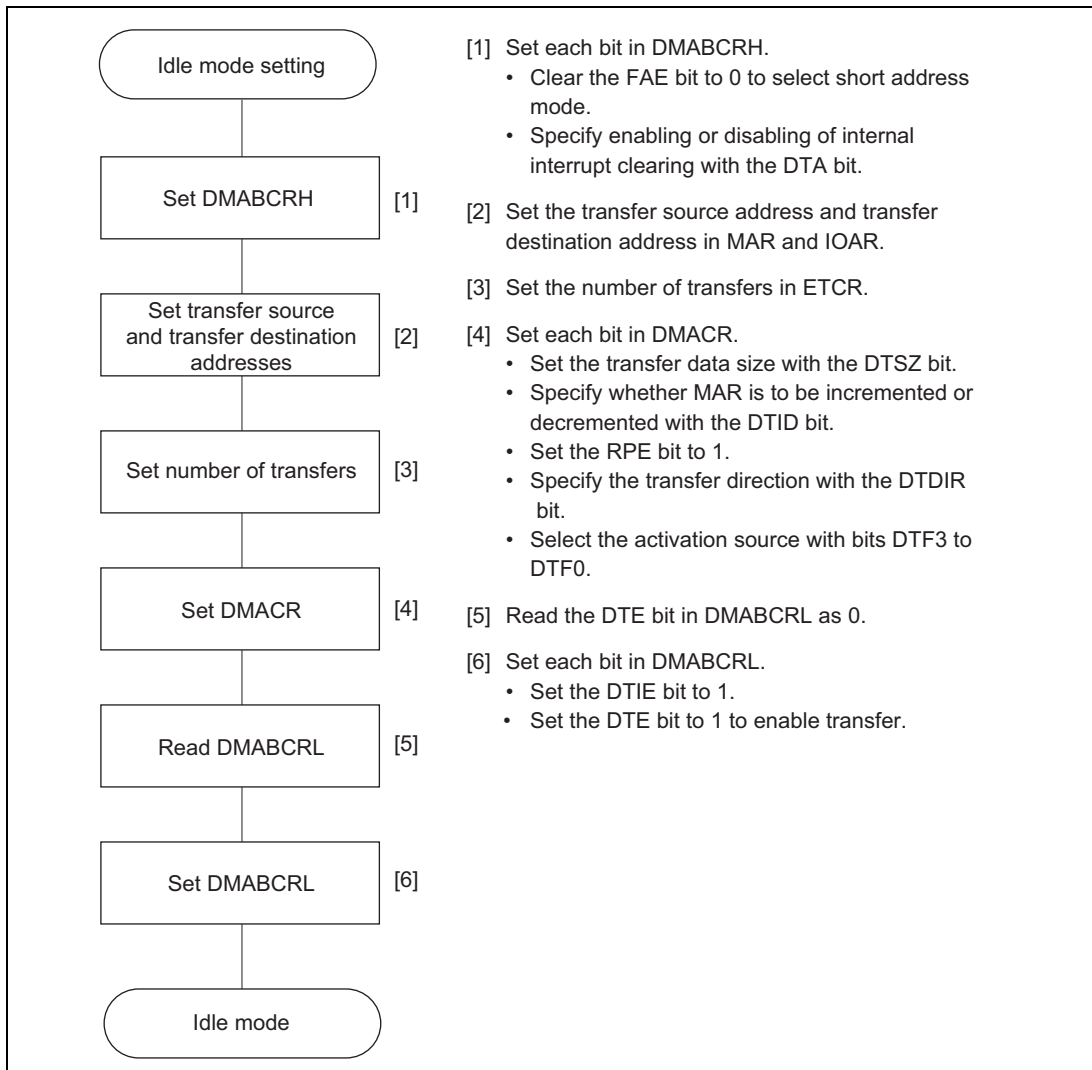 Idle mode setting
Set DMABCRH
[1]
Set transfer source
and transfer destination
addresses
[2]
Set number of transfers
[3]
Set DMACR
[4]
Read DMABCRL
[5]
Set DMABCRL
[6]
Idle mode
[1] Set each bit in DMABCRH.
• Clear the FAE bit to 0 to select short address
mode.
• Specify enabling or disabling of internal
interrupt clearing with the DTA bit.
[2] Set the transfer source address and transfer
destination address in MAR and IOAR.
[3] Set the number of transfers in ETCR.
[4] Set each bit in DMACR.
• Set the transfer data size with the DTSZ bit.
• Specify whether MAR is to be incremented or
decremented with the DTID bit.
• Set the RPE bit to 1.
• Specify the transfer direction with the DTDIR
bit.
• Select the activation source with bits DTF3 to
DTF0.
[5] Read the DTE bit in DMABCRL as 0.
[6] Set each bit in DMABCRL.
• Set the DTIE bit to 1.
• Set the DTE bit to 1 to enable transfer.